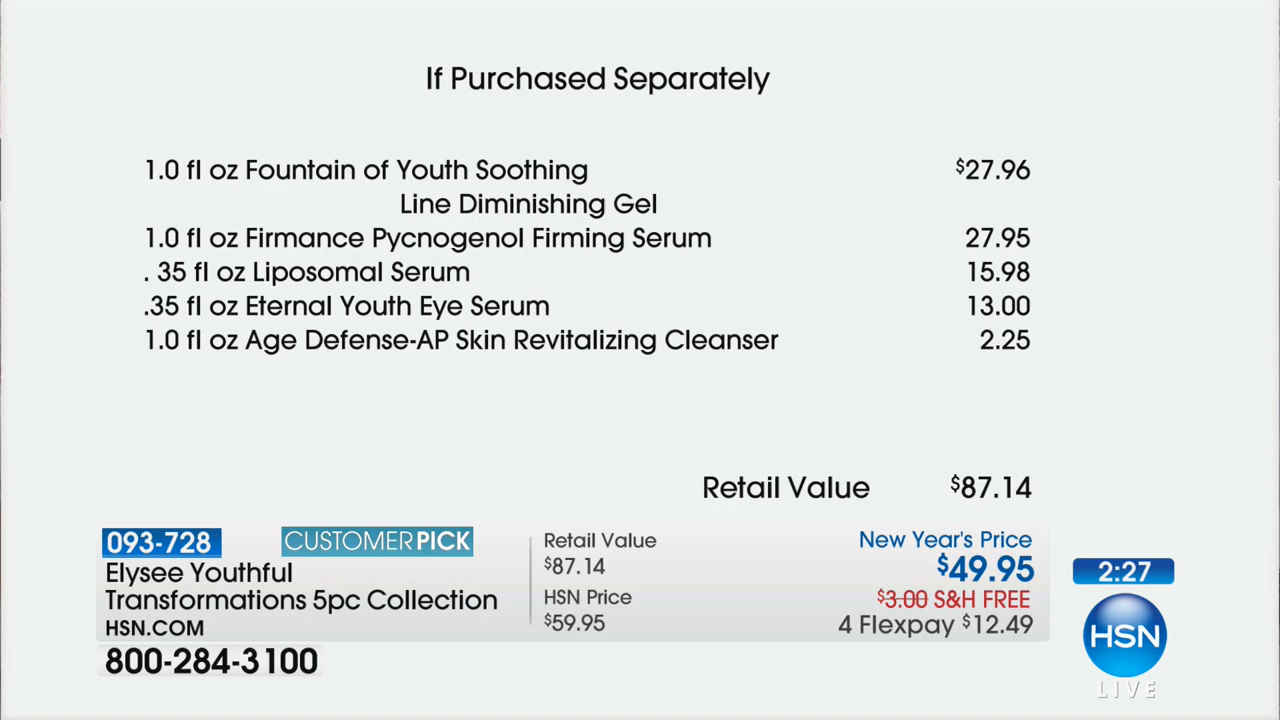 If Purchased Separately
1.0 fl oz Fountain of Youth Soothing $27.96
Line Diminishing Gel
1.0 fl oz Firmance Pycnogenol Firming Serum 27.95
. 35 fl oz Liposomal Serum 15.98
.35 fl oz Eternal Youth Eye Serum 13.00
1.0 fl oz Age Defense-AP Skin Revitalizing Cleanser 2.25
Retail Value $87.14
093-728 CUSTOMERPICK
Elysee Youthful
Transformations 5pc Collection
HSN.COM
800-284-3100
Retail Value
$87.14
HSN Price
$59.95
New Year's Price
$49.95
$3.00 S&H FREE
4 Flexpay $12.49
2:27
HSN
LIVE